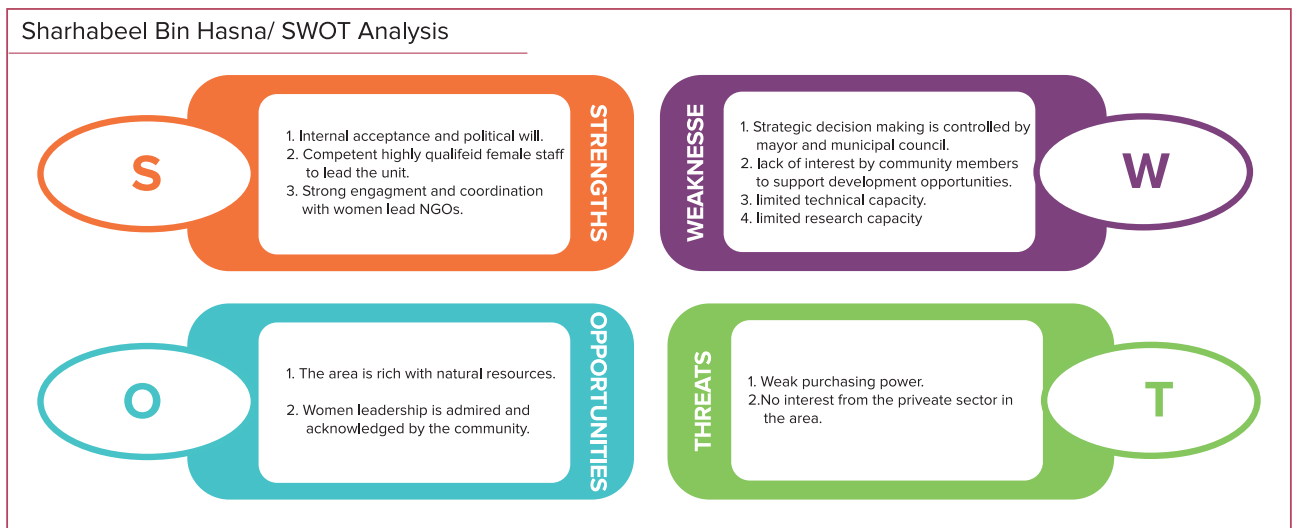 Sharhabeel Bin Hasna/ SWOT Analysis
S
1. Internal acceptance and political will.
2. Competent highly qualifeid female staff
to lead the unit.
3. Strong engagment and coordination
with women lead NGOs.
STRENGTHS
WEAKNESSE
1. Strategic decision making is controlled by
mayor and municipal council.
2. lack of interest by community members
to support development opportunities.
3. limited technical capacity.
4. limited research capacity
W
O
1. The area is rich with natural resources.
2. Women leadership is admired and
acknowledged by the community.
OPPORTUNITIES
THREATS
1. Weak purchasing power.
2.No interest from the priveate sector in
the area.
T